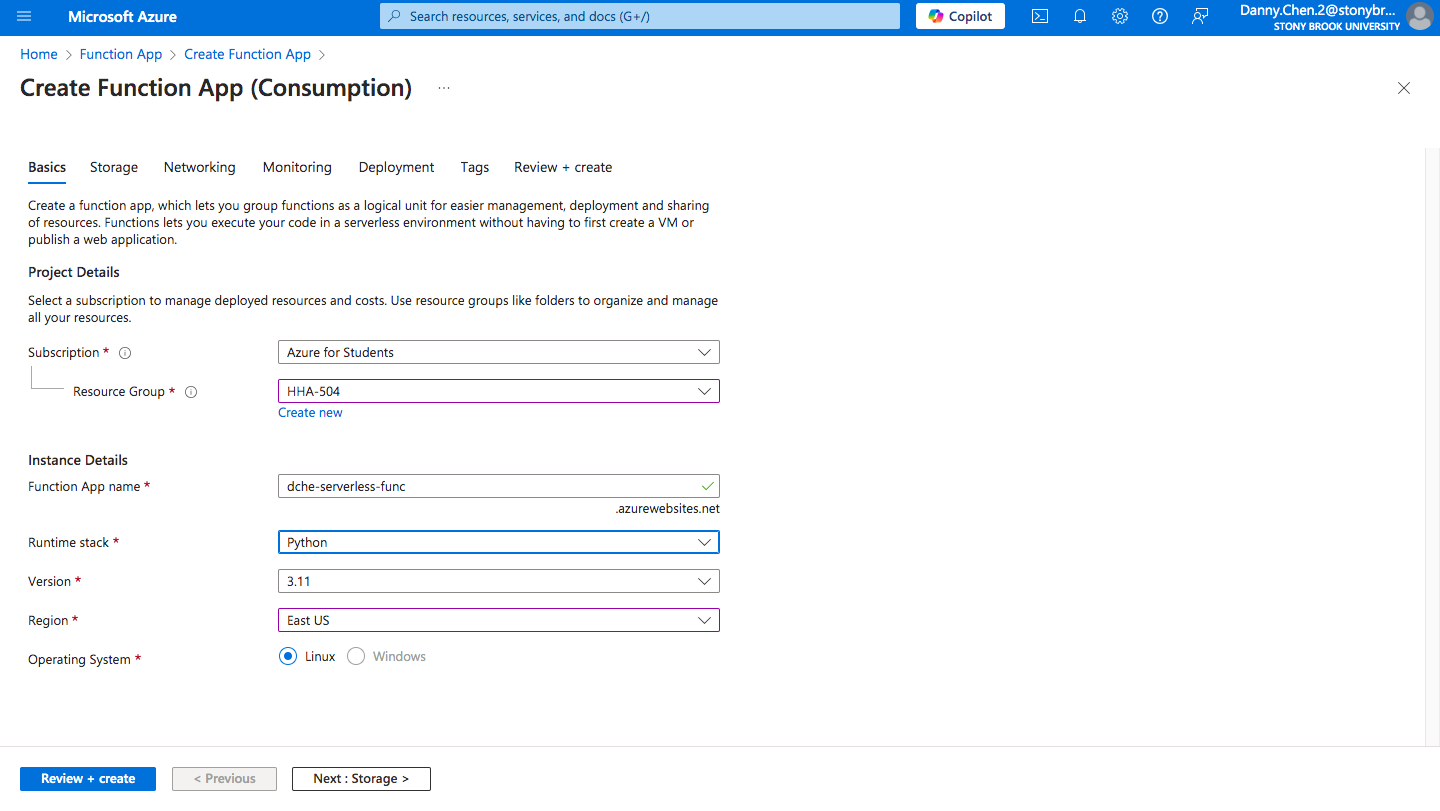 Microsoft Azure
Search resources, services, and docs (G+/)
Copilot
Danny.Chen.2@stonybr...
STONY BROOK UNIVERSITY
Home > Function App > Create Function App >
Create Function App (Consumption) ...
Basics Storage Networking Monitoring Deployment Tags Review + create
Create a function app, which lets you group functions as a logical unit for easier management, deployment and sharing
of resources. Functions lets you execute your code in a serverless environment without having to first create a VM or
publish a web application.
Project Details
Select a subscription to manage deployed resources and costs. Use resource groups like folders to organize and manage
all your resources.
Subscription * Azure for Students
Resource Group * HHA-504
Create new
Instance Details
Function App name * dche-serverless-func
.azurewebsites.net
Runtime stack * Python
Version * 3.11
Region * East US
Operating System * Linux Windows
Review + create < Previous Next : Storage >